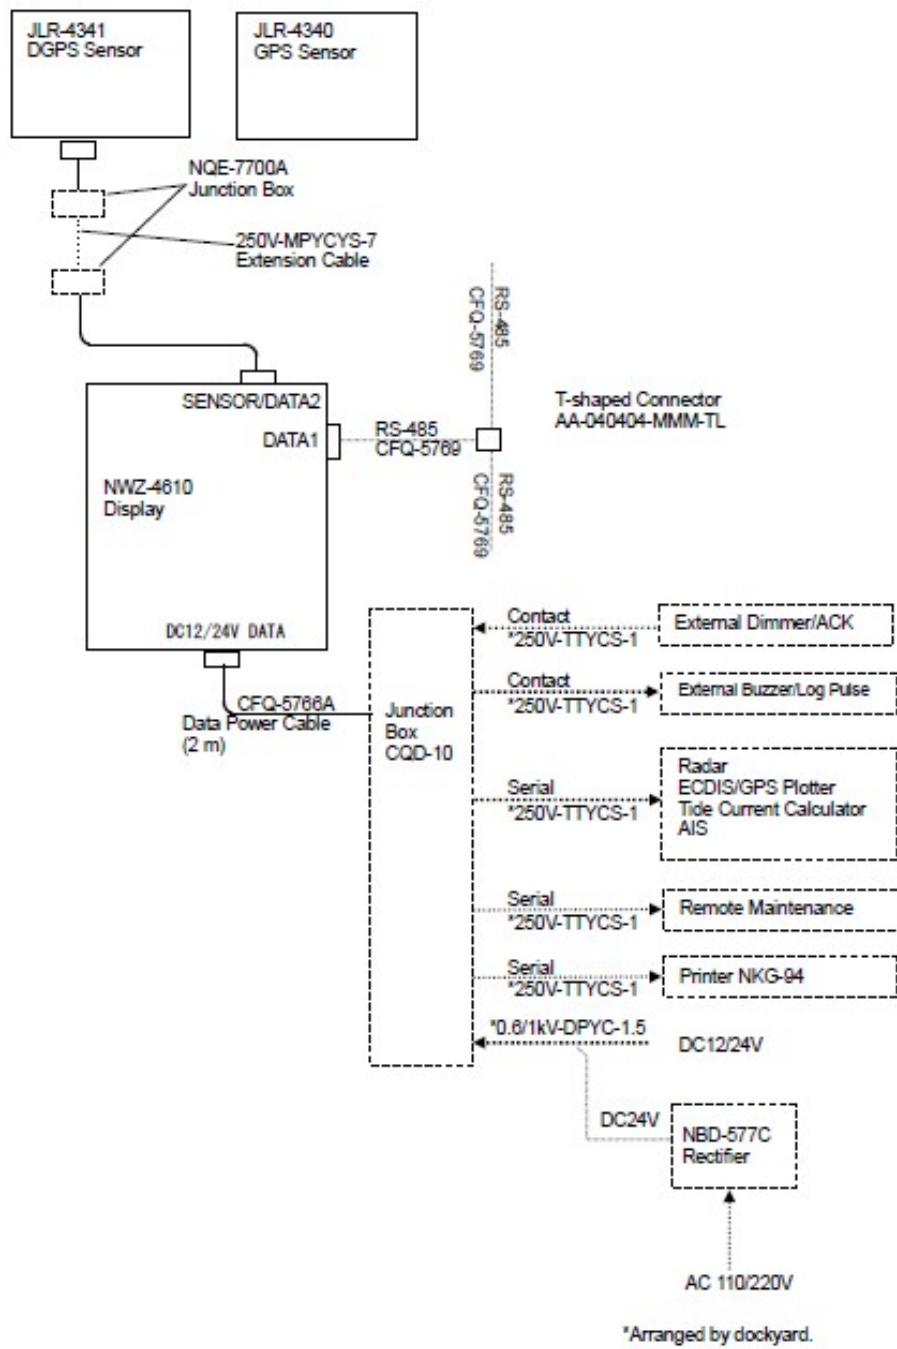 JLR-4341
DGPS Sensor
JLR-4340
GPS Sensor
NQE-7700A
Junction Box
250V-MPYCYS-7
Extension Cable
RS-485
CFQ-5769
T-shaped Connector
AA-040404-MMM-TL
SENSOR/DATA2
DATA1
RS-485
CFQ-5769
RS-485
CFQ-5769
NWZ-4610
Display
DC12/24V DATA
CFQ-5766A
Data Power Cable
(2 m)
Junction
Box
CQD-10
Contact
*250V-TTYCS-1
External Dimmer/ACK
Contact
*250V-TTYCS-1
External Buzzer/Log Pulse
Serial
*250V-TTYCS-1
Radar
ECDIS/GPS Plotter
Tide Current Calculator
AIS
Serial
*250V-TTYCS-1
Remote Maintenance
Serial
*250V-TTYCS-1
Printer NKG-94
*0.6/1kV-DPYC-1.5
DC12/24V
DC24V
NBD-577C
Rectifier
AC 110/220V
*Arranged by dockyard.